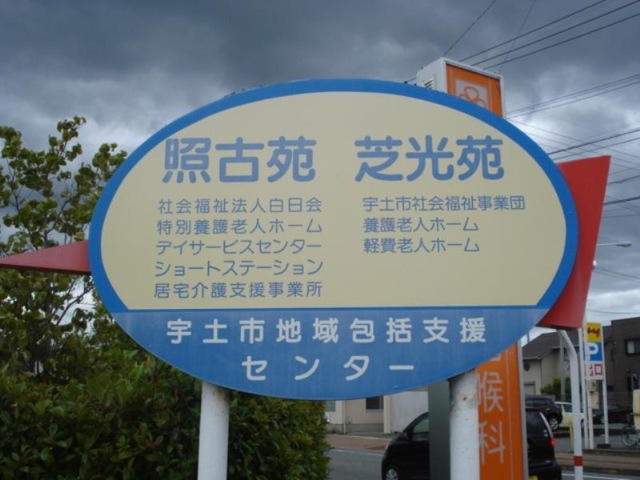 照古苑
社会福祉法人白日会
特別養護老人ホーム
デイサービスセンター
ショートステーション
居宅介護支援事業所
芝光苑
宇土市社会福祉事業団
養護老人ホーム
軽費老人ホーム
宇土市地域包括支援
センター
喉科
P